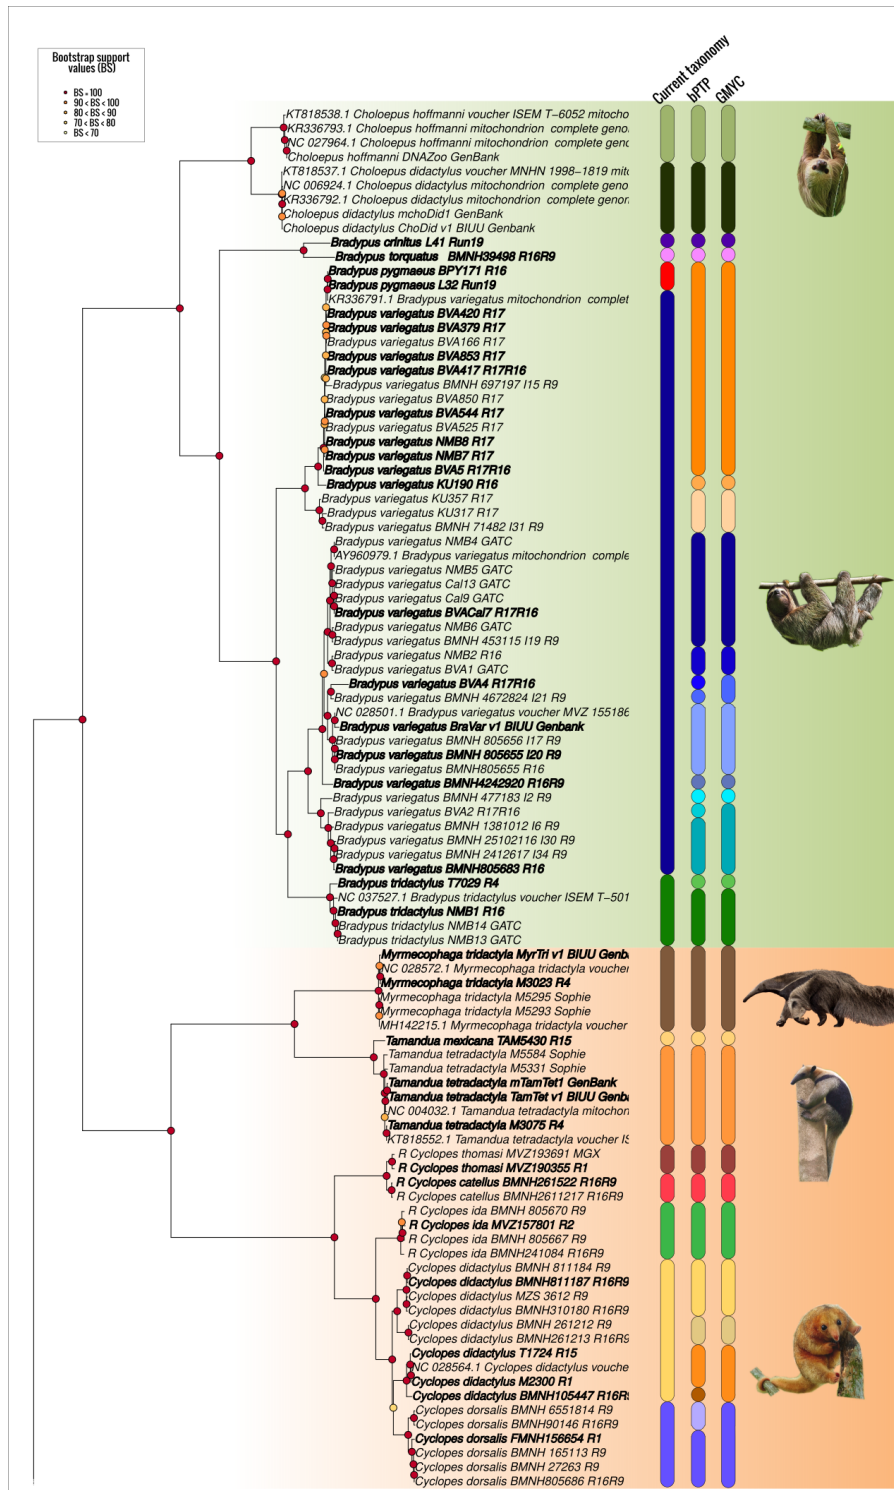 Bootstrap support
values (BS)
BS = 100
90 < BS < 100
80 < BS < 90
70 < BS < 80
BS < 70
Current taxonomy
bPTP
GMYC
KT818538.1 Choloepus hoffmanni voucher ISEM T-6052 mitocho
KR336793.1 Choloepus hoffmanni mitochondrion complete geno
NC 027964.1 Choloepus hoffmanni mitochondrion complete genc
Choloepus hoffmanni DNAZoo GenBank
KT818537.1 Choloepus didactylus voucher MNHN 1998-1819 mito
NC 006924.1 Choloepus didactylus mitochondrion complete geno
KR336792.1 Choloepus didactylus mitochondrion complete genor
Choloepus didactylus mchoDid1 GenBank
Choloepus didactylus ChoDid v1 BIUU Genbank
Bradypus crinitus L41 Run19
Bradypus torquatus BMNH39498 R16R9
Bradypus pygmaeus BPY171 R16
Bradypus pygmaeus L32 Run19
KR336791.1 Bradypus variegatus mitochondrion complet
Bradypus variegatus BVA420 R17
Bradypus variegatus BVA379 R17
Bradypus variegatus BVA166 R17
Bradypus variegatus BVA853 R17
Bradypus variegatus BVA417 R17R16
Bradypus variegatus BMNH 697197 I15 R9
Bradypus variegatus BVA850 R17
Bradypus variegatus BVA544 R17
Bradypus variegatus BVA525 R17
Bradypus variegatus NMB8 R17
Bradypus variegatus NMB7 R17
Bradypus variegatus BVA5 R17R16
Bradypus variegatus KU190 R16
Bradypus variegatus KU357 R17
Bradypus variegatus KU317 R17
Bradypus variegatus BMNH 71482 I31 R9
Bradypus variegatus NMB4 GATC
AY960979.1 Bradypus variegatus mitochondrion comple
Bradypus variegatus NMB5 GATC
Bradypus variegatus Cal13 GATC
Bradypus variegatus Cal9 GATC
Bradypus variegatus BVACal7 R17R16
Bradypus variegatus NMB6 GATC
Bradypus variegatus BMNH 453115 I19 R9
Bradypus variegatus NMB2 R16
Bradypus variegatus BVA1 GATC
Bradypus variegatus BVA4 R17R16
Bradypus variegatus BMNH 4672824 I21 R9
NC 028501.1 Bradypus variegatus voucher MVZ 155186
Bradypus variegatus BraVar v1 BIUU Genbank
Bradypus variegatus BMNH 805656 I17 R9
Bradypus variegatus BMNH 805655 I20 R9
Bradypus variegatus BMNH805655 R16
Bradypus variegatus BMNH4242920 R16R9
Bradypus variegatus BMNH 477183 I2 R9
Bradypus variegatus BVA2 R17R16
Bradypus variegatus BMNH 1381012 I6 R9
Bradypus variegatus BMNH 25102116 I30 R9
Bradypus variegatus BMNH 2412617 I34 R9
Bradypus variegatus BMNH805683 R16
Bradypus tridactylus T7029 R4
NC 037527.1 Bradypus tridactylus voucher ISEM T-501
Bradypus tridactylus NMB1 R16
Bradypus tridactylus NMB14 GATC
Bradypus tridactylus NMB13 GATC
Myrmecophaga tridactyla MyrTri v1 BIUU Genb
NC 028572.1 Myrmecophaga tridactyla voucher
Myrmecophaga tridactyla M3023 R4
Myrmecophaga tridactyla M5295 Sophie
Myrmecophaga tridactyla M5293 Sophie
MH142215.1 Myrmecophaga tridactyla voucher
Tamandua mexicana TAM5430 R15
Tamandua tetradactyla M5584 Sophie
Tamandua tetradactyla M5331 Sophie
Tamandua tetradactyla mTamTet1 GenBank
Tamandua tetradactyla TamTet v1 BIUU Genb
NC 004032.1 Tamandua tetradactyla mitochon
Tamandua tetradactyla M3075 R4
KT818552.1 Tamandua tetradactyla voucher IS
R Cyclopes thomasi MVZ193691 MGX
R Cyclopes thomasi MVZ190355 R1
R Cyclopes catellus BMNH261522 R16R9
R Cyclopes catellus BMNH2611217 R16R9
R Cyclopes ida BMNH 805670 R9
R Cyclopes ida MVZ157801 R2
R Cyclopes ida BMNH 805667 R9
R Cyclopes ida BMNH241084 R16R9
Cyclopes didactylus BMNH 811184 R9
Cyclopes didactylus BMNH811187 R16R9
Cyclopes didactylus MZS 3612 R9
Cyclopes didactylus BMNH310180 R16R9
Cyclopes didactylus BMNH 261212 R9
Cyclopes didactylus BMNH261213 R16R9
Cyclopes didactylus T1724 R15
NC 028564.1 Cyclopes didactylus vouche
Cyclopes didactylus M2300 R1
Cyclopes didactylus BMNH105447 R16R9
Cyclopes dorsalis BMNH 6551814 R9
Cyclopes dorsalis BMNH90146 R16R9
Cyclopes dorsalis FMNH156654 R1
Cyclopes dorsalis BMNH 165113 R9
Cyclopes dorsalis BMNH 27263 R9
Cyclopes dorsalis BMNH805686 R16R9